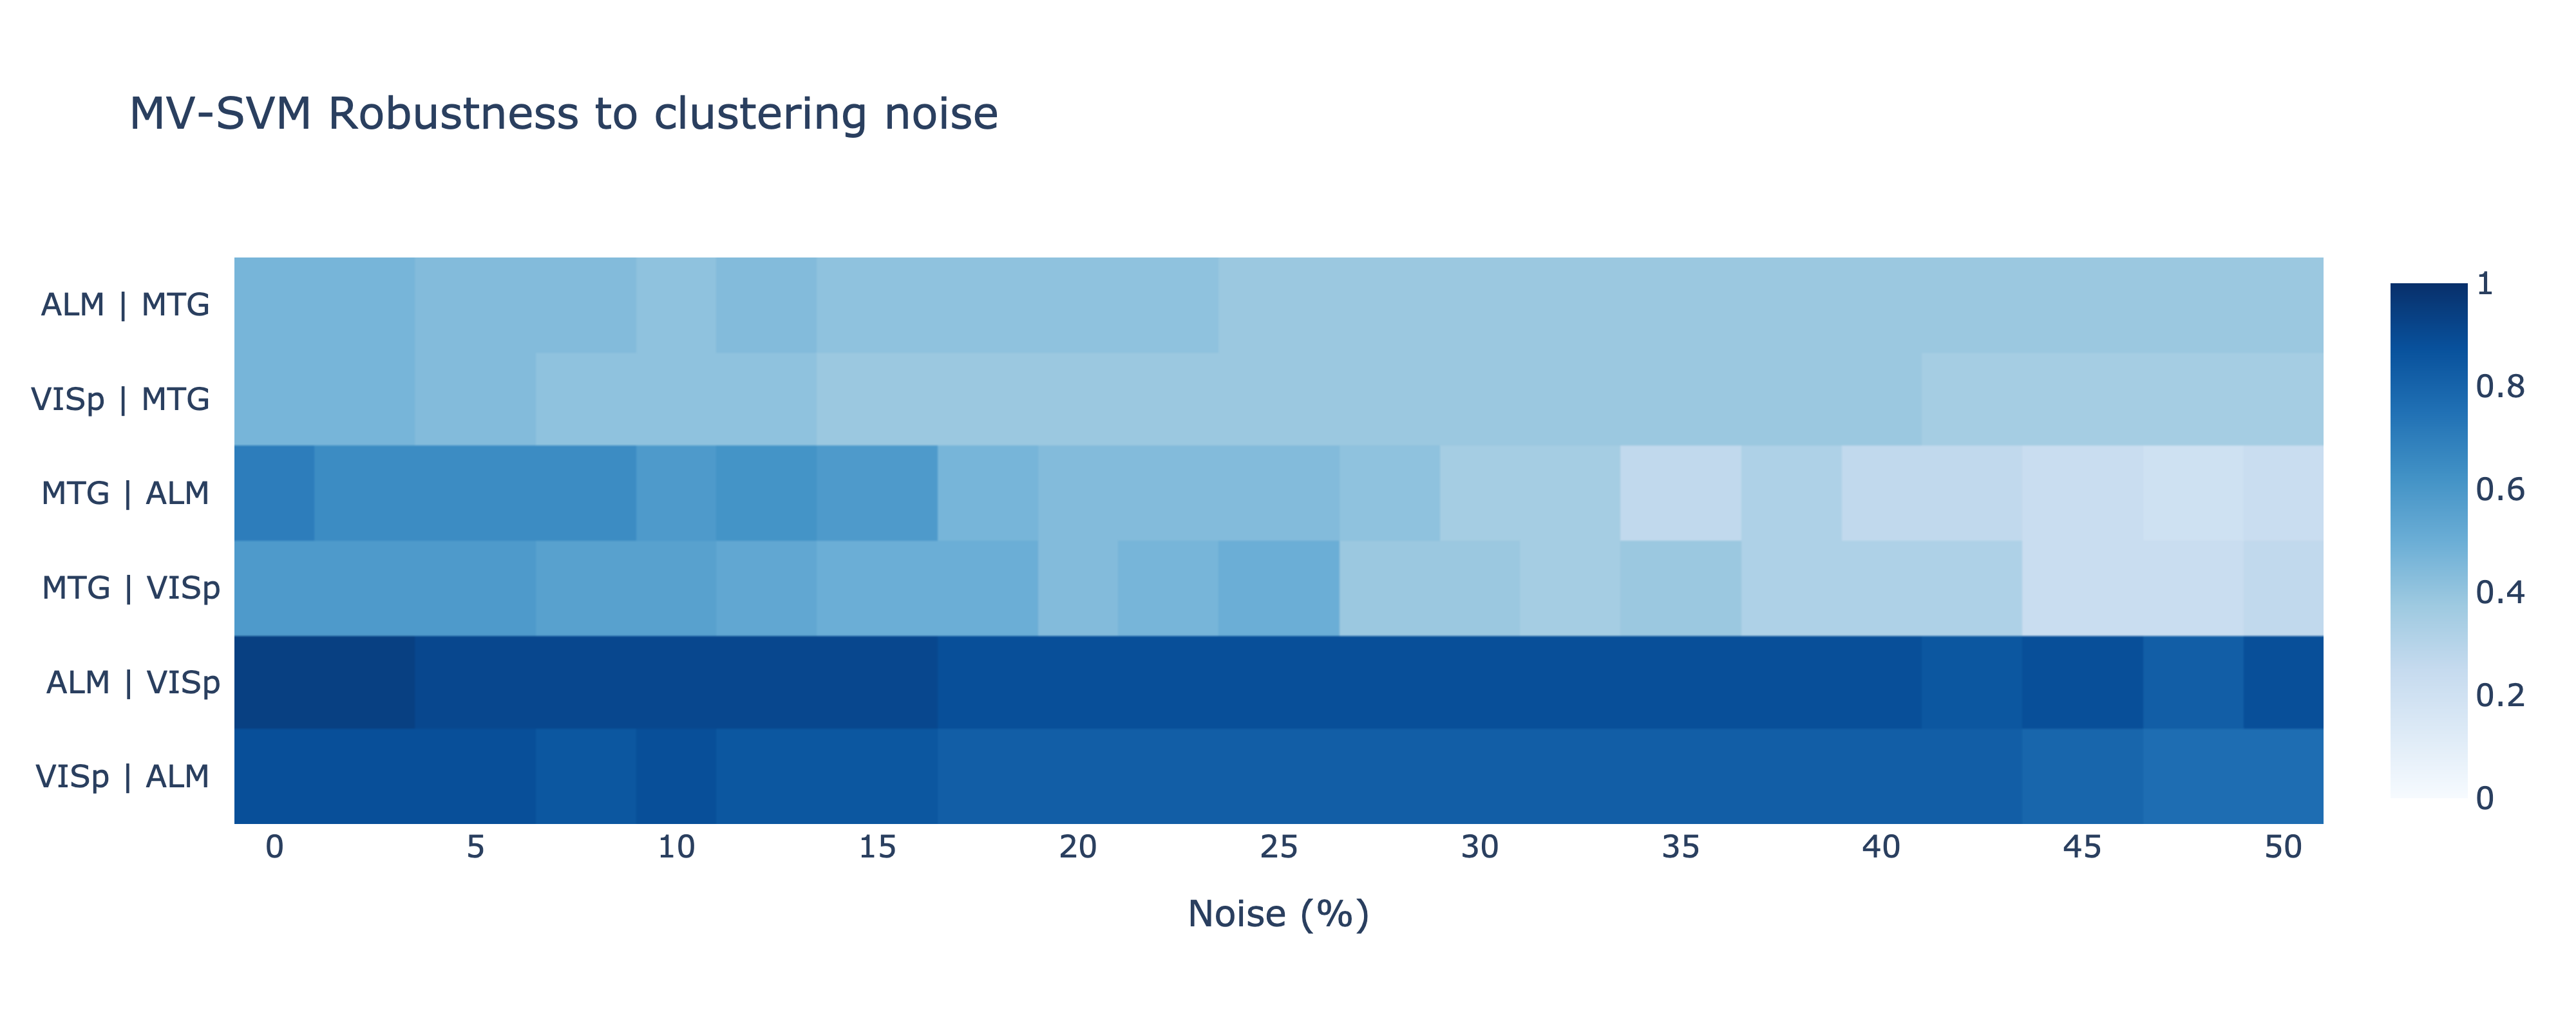 MV-SVM Robustness to clustering noise
ALM | MTG
VISp | MTG
MTG | ALM
MTG | VISp
ALM | VISp
VISp | ALM
0 5 10 15 20 25 30 35 40 45 50
Noise (%)
1
0.8
0.6
0.4
0.2
0